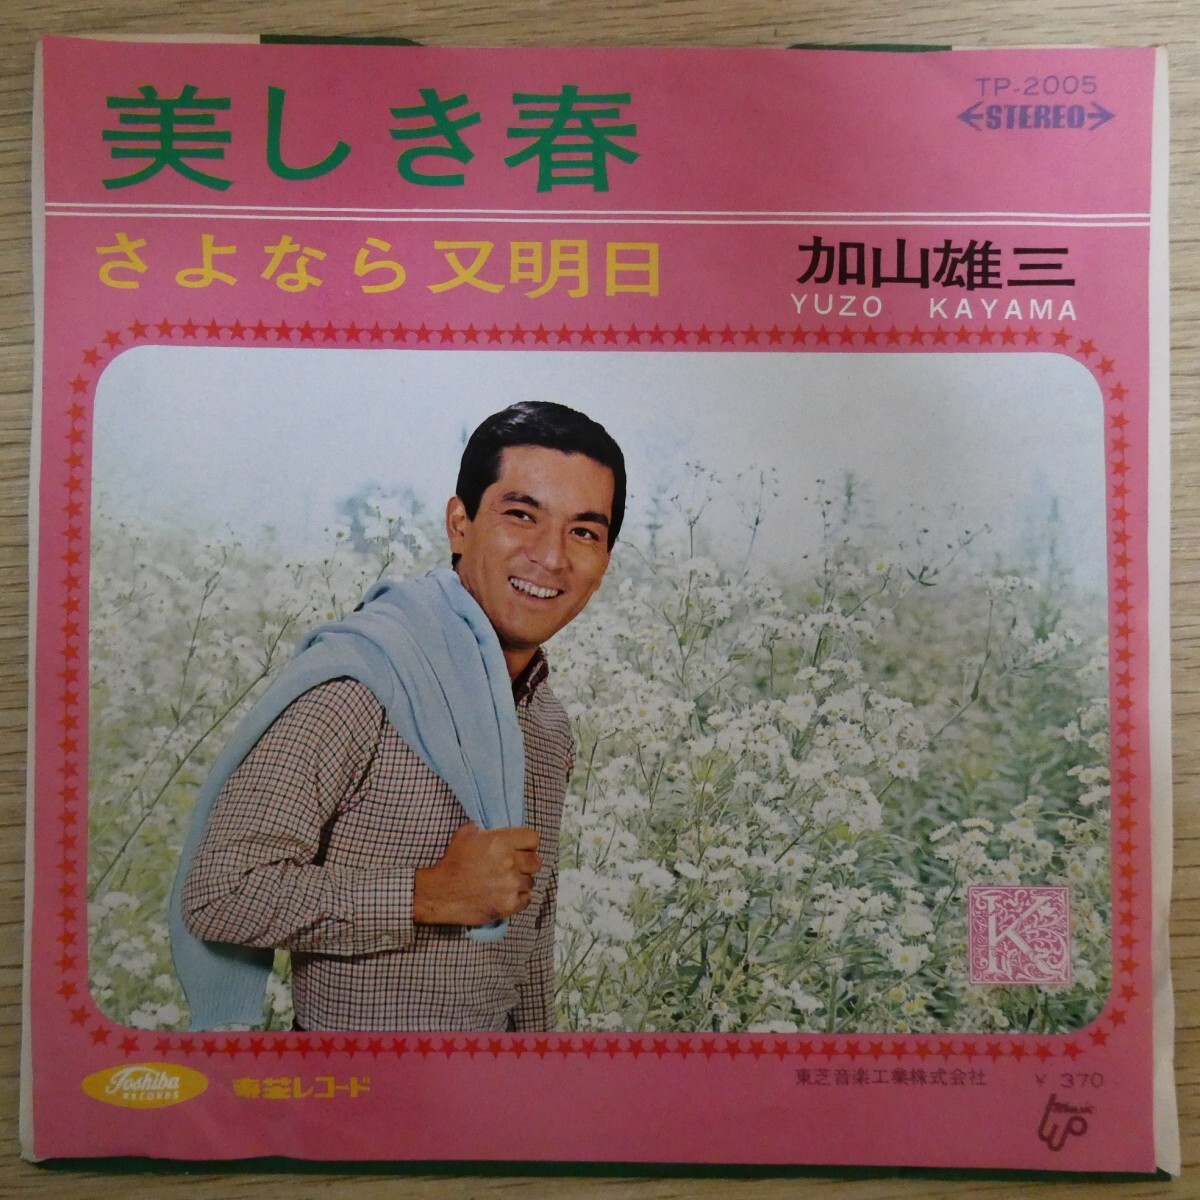 美しき春
TP-2005
STEREO
さよなら又明日
加山雄三
YUZO KAYAMA
K
Toshiba
RECORDS
東芝レコード
東芝音楽工業株式会社
¥ 370